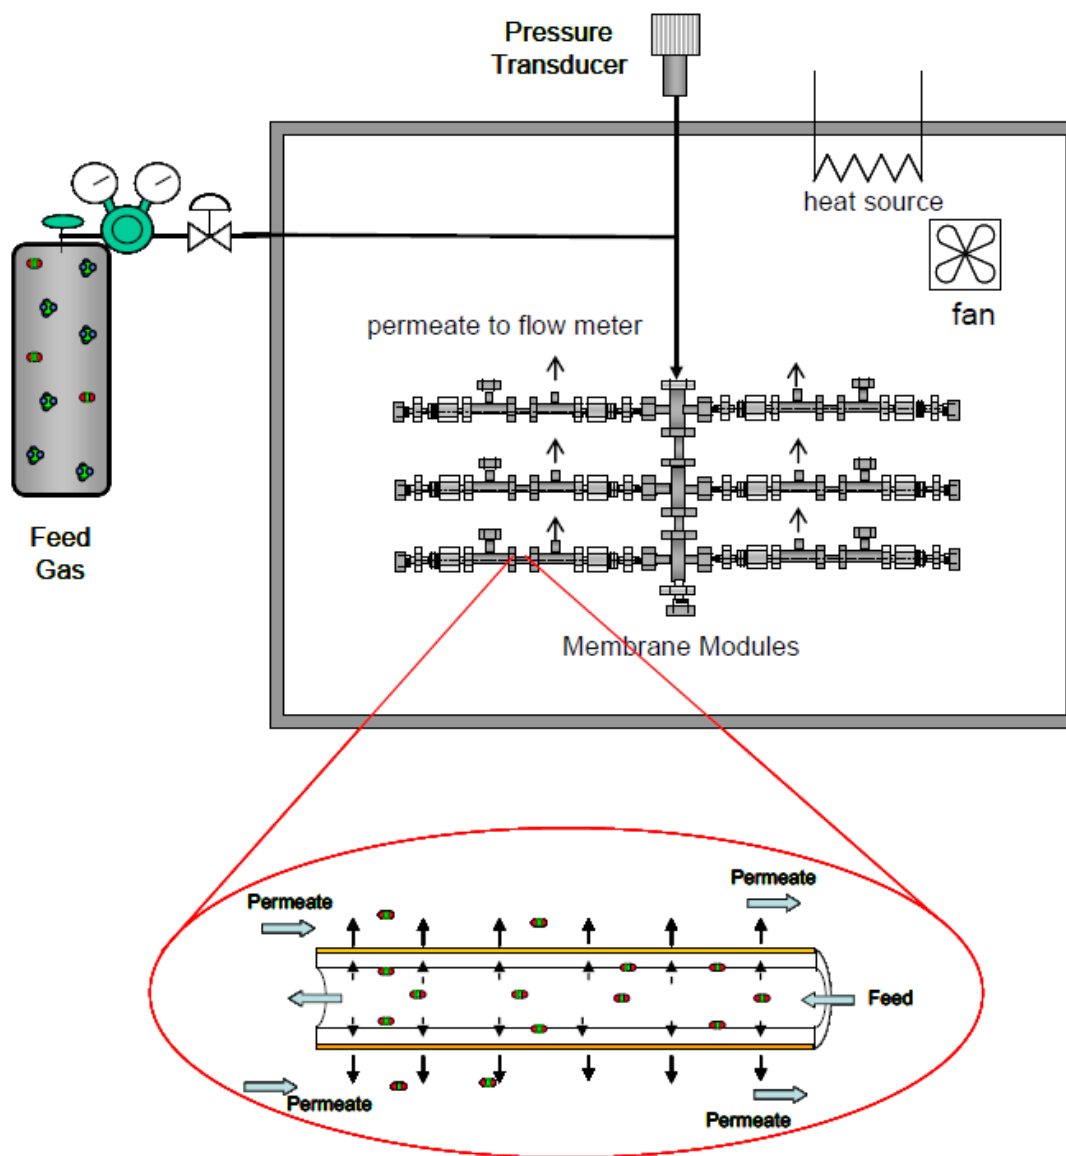 Pressure
Transducer
heat source
fan
permeate to flow meter
Feed
Gas
Membrane Modules
Permeate
Permeate
Feed
Permeate
Permeate